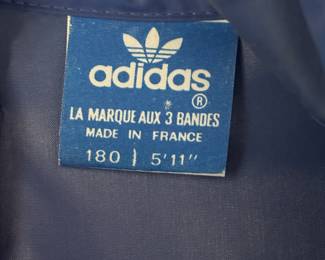 adidas
®
LA MARQUE AUX 3 BANDES
MADE IN FRANCE
180 | 5'11"